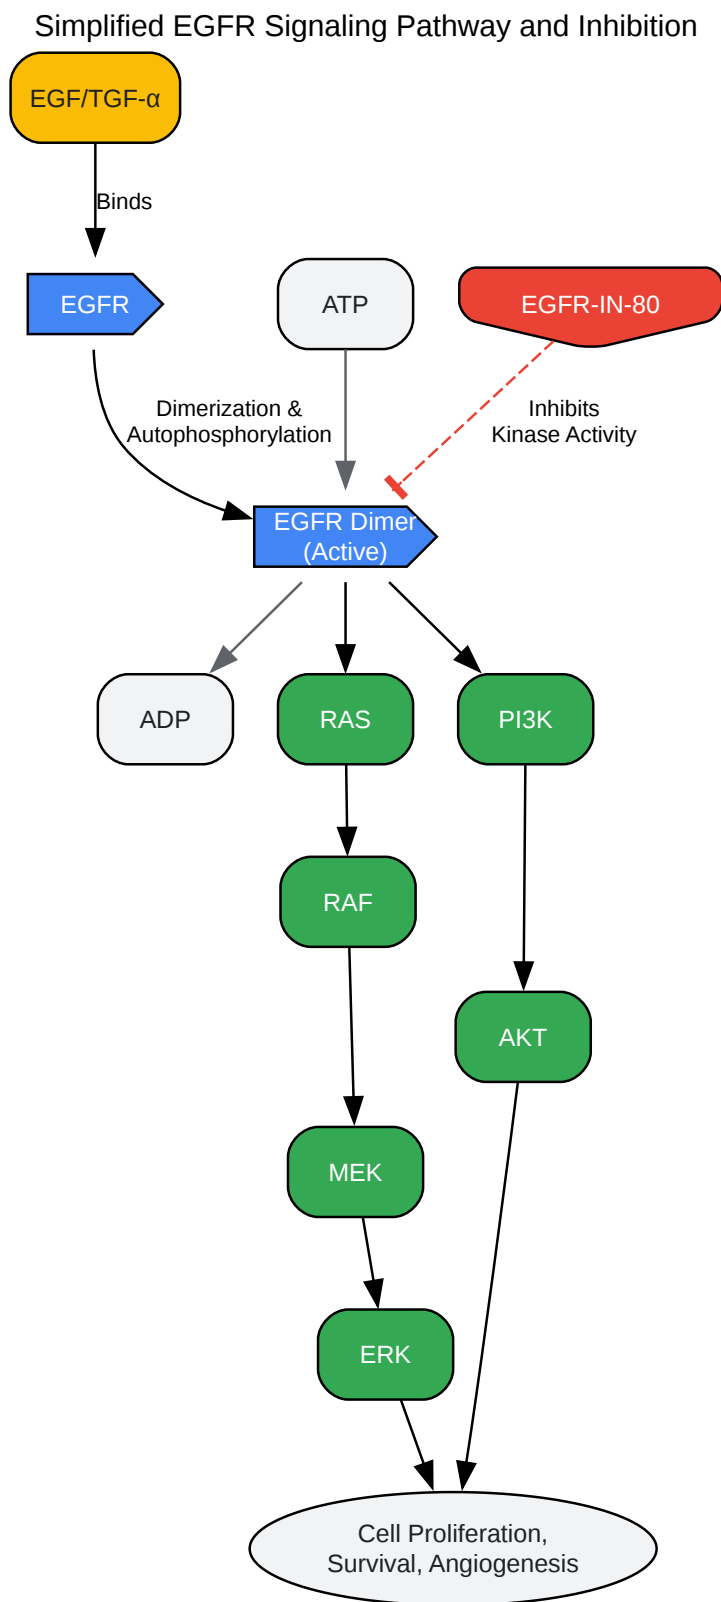 Simplified EGFR Signaling Pathway and Inhibition
EGF/TGF-α
Binds
EGFR
ATP
EGFR-IN-80
Dimerization &
Autophosphorylation
Inhibits
Kinase Activity
EGFR Dimer
(Active)
ADP
RAS
PI3K
RAF
AKT
MEK
ERK
Cell Proliferation,
Survival, Angiogenesis